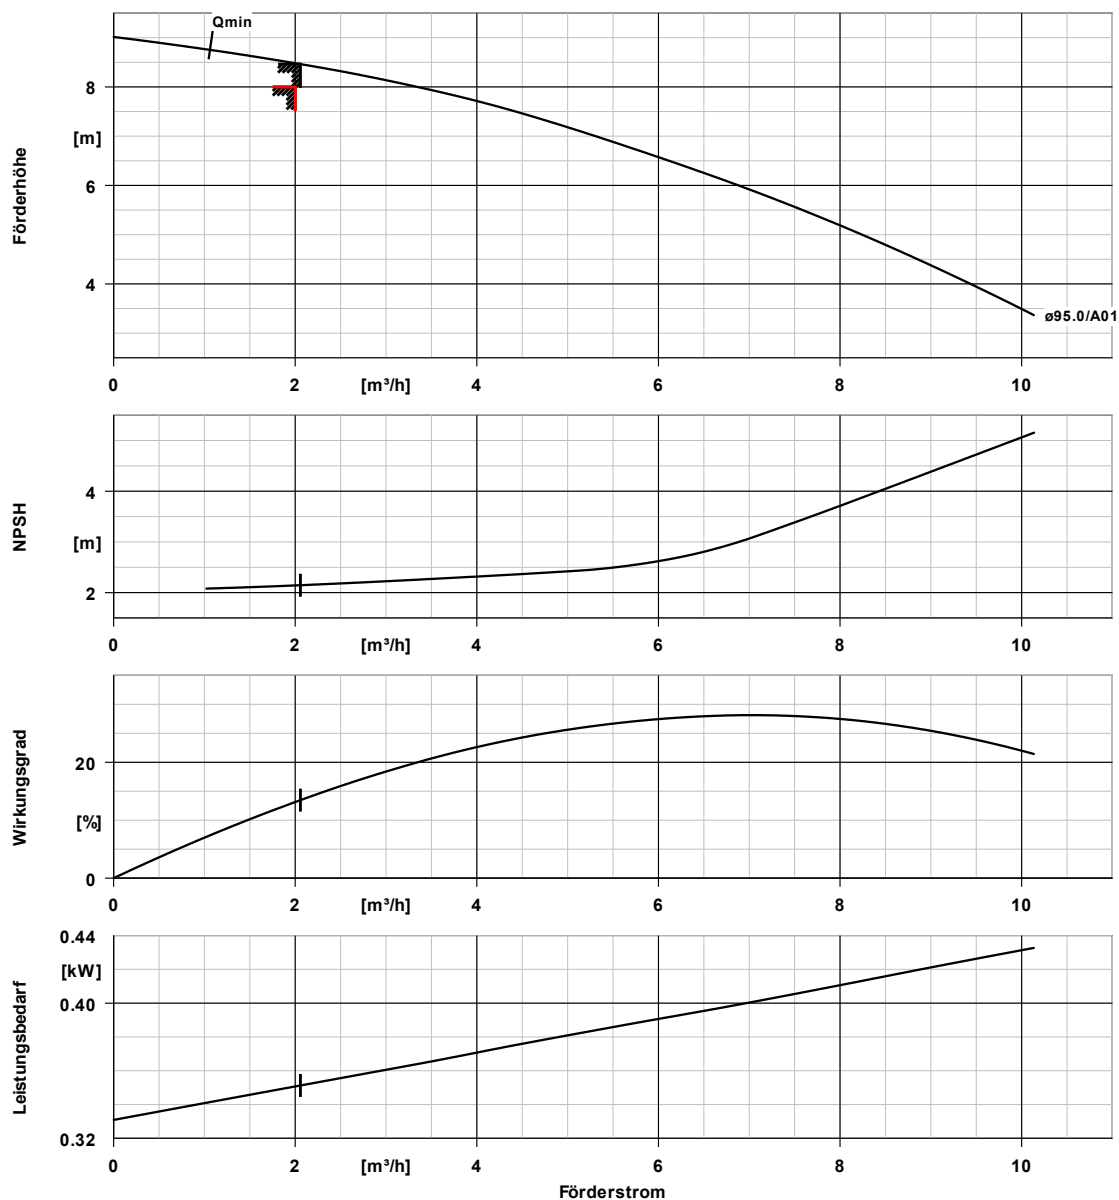 Qmin
8
[m]
Förderhöhe
6
4
ø95.0/A01
0 2 [m³/h] 4 6 8 10
4
NPSH
[m]
2
0 2 [m³/h] 4 6 8 10
20
Wirkungsgrad
[%]
0
0 2 [m³/h] 4 6 8 10
0.44
[kW]
0.40
Leistungsbedarf
0.32
0 2 [m³/h] 4 6 8 10
Förderstrom